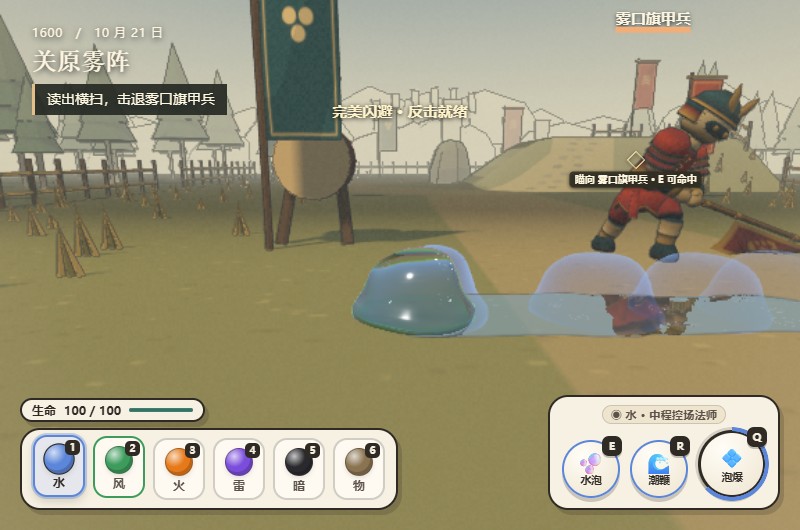 1600 / 10 月 21 日
关原雾阵
读出横扫，击退雾口旗甲兵
雾口旗甲兵
完美闪避・反击就绪
瞄向 雾口旗甲兵・E 可命中
生命 100 / 100
1 水
2 风
3 火
4 雷
5 暗
6 物
水・中程控场法师
E 水泡
R 潮鞭
Q 泡爆